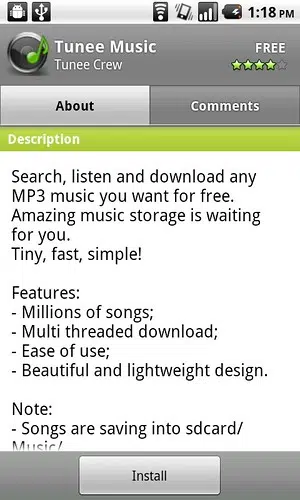 1:18 PM
Tunee Music
FREE
Tunee Crew
About
Comments
Description
Search, listen and download any
MP3 music you want for free.
Amazing music storage is waiting
for you.
Tiny, fast, simple!
Features:
- Millions of songs;
- Multi threaded download;
- Ease of use;
- Beautiful and lightweight design.
Note:
- Songs are saving into sdcard/
Music/
Install